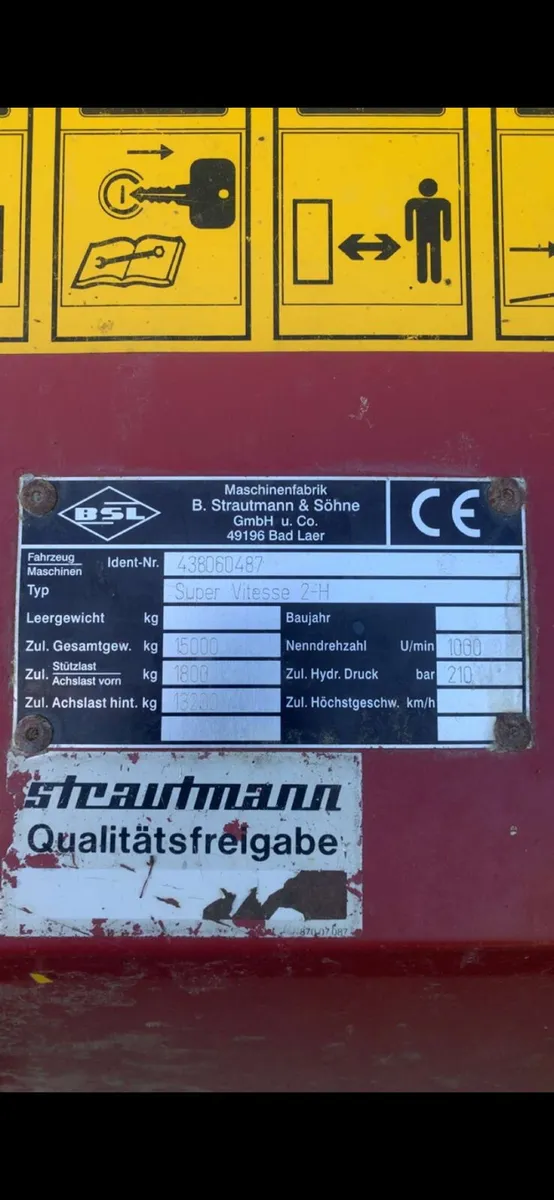 BSL
Maschinenfabrik
B. Strautmann & Söhne
GmbH u. Co.
49196 Bad Laer
CE
Fahrzeug
Maschinen
Ident-Nr. 438060487
Typ Super Vitesse 2-H
Leergewicht kg
Baujahr
Zul. Gesamtgew. kg 15000
Nenndrehzahl U/min 1000
Zul. Stützlast
Achslast vorn kg 1800
Zul. Hydr. Druck bar 210
Zul. Achslast hint. kg 13200
Zul. Höchstgeschw. km/h
strautmann
Qualitätsfreigabe